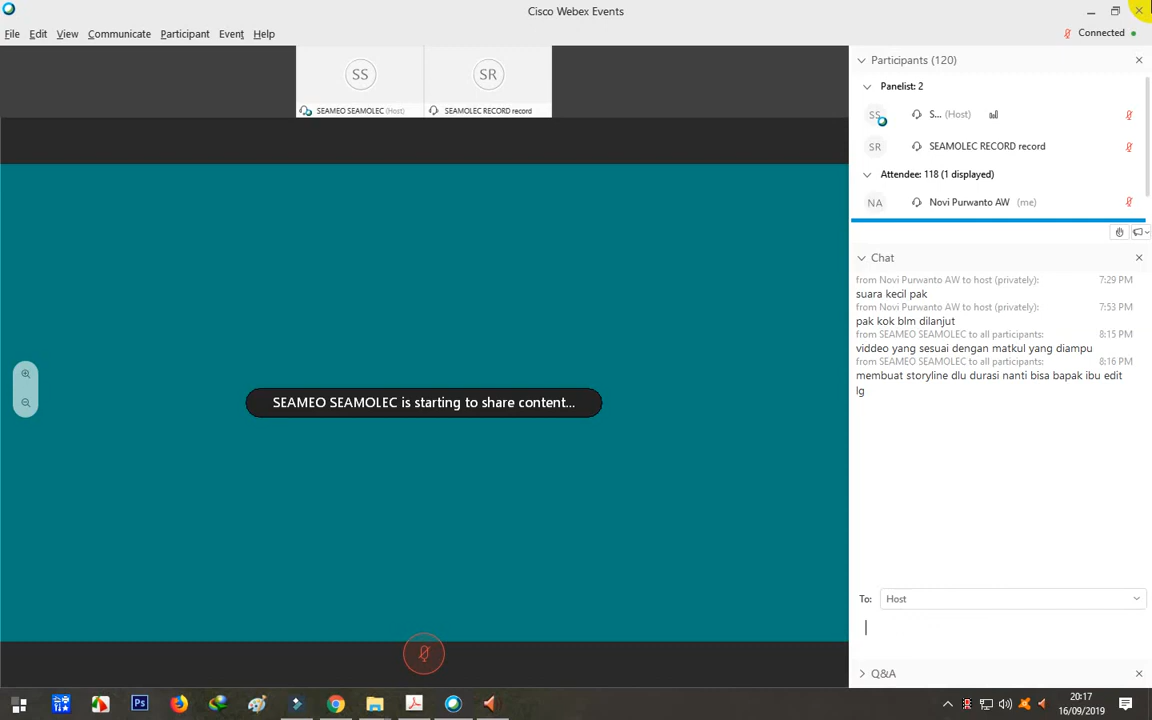 Cisco Webex Events
File Edit View Communicate Participant Event Help
Connected
SS
SR
SEAMEO SEAMOLEC (Host)
SEAMOLEC RECORD record
Participants (120)
Panelist: 2
SS S... (Host)
SR SEAMOLEC RECORD record
Attendee: 118 (1 displayed)
NA Novi Purwanto AW (me)
Chat
from Novi Purwanto AW to host (privately): 7:29 PM
suara kecil pak
from Novi Purwanto AW to host (privately): 7:53 PM
pak kok blm dilanjut
from SEAMEO SEAMOLEC to all participants: 8:15 PM
viddeo yang sesuai dengan matkul yang diampu
from SEAMEO SEAMOLEC to all participants: 8:16 PM
membuat storyline dlu durasi nanti bisa bapak ibu edit
lg
SEAMEO SEAMOLEC is starting to share content...
To: Host
Q&A
Ps
20:17
16/09/2019